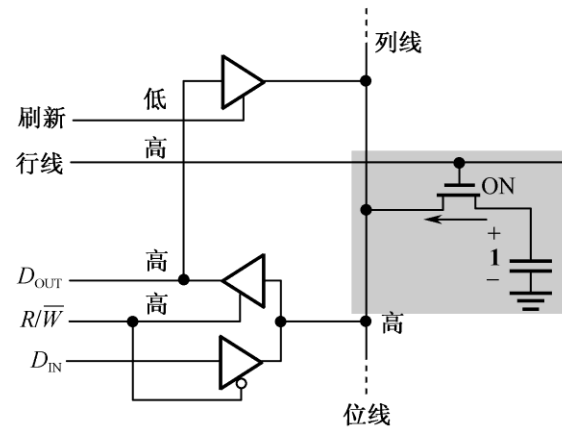 列线
低
刷新
高
行线
ON
+
1
−
高
D_OUT
高
R/W̅
高
D_IN
位线